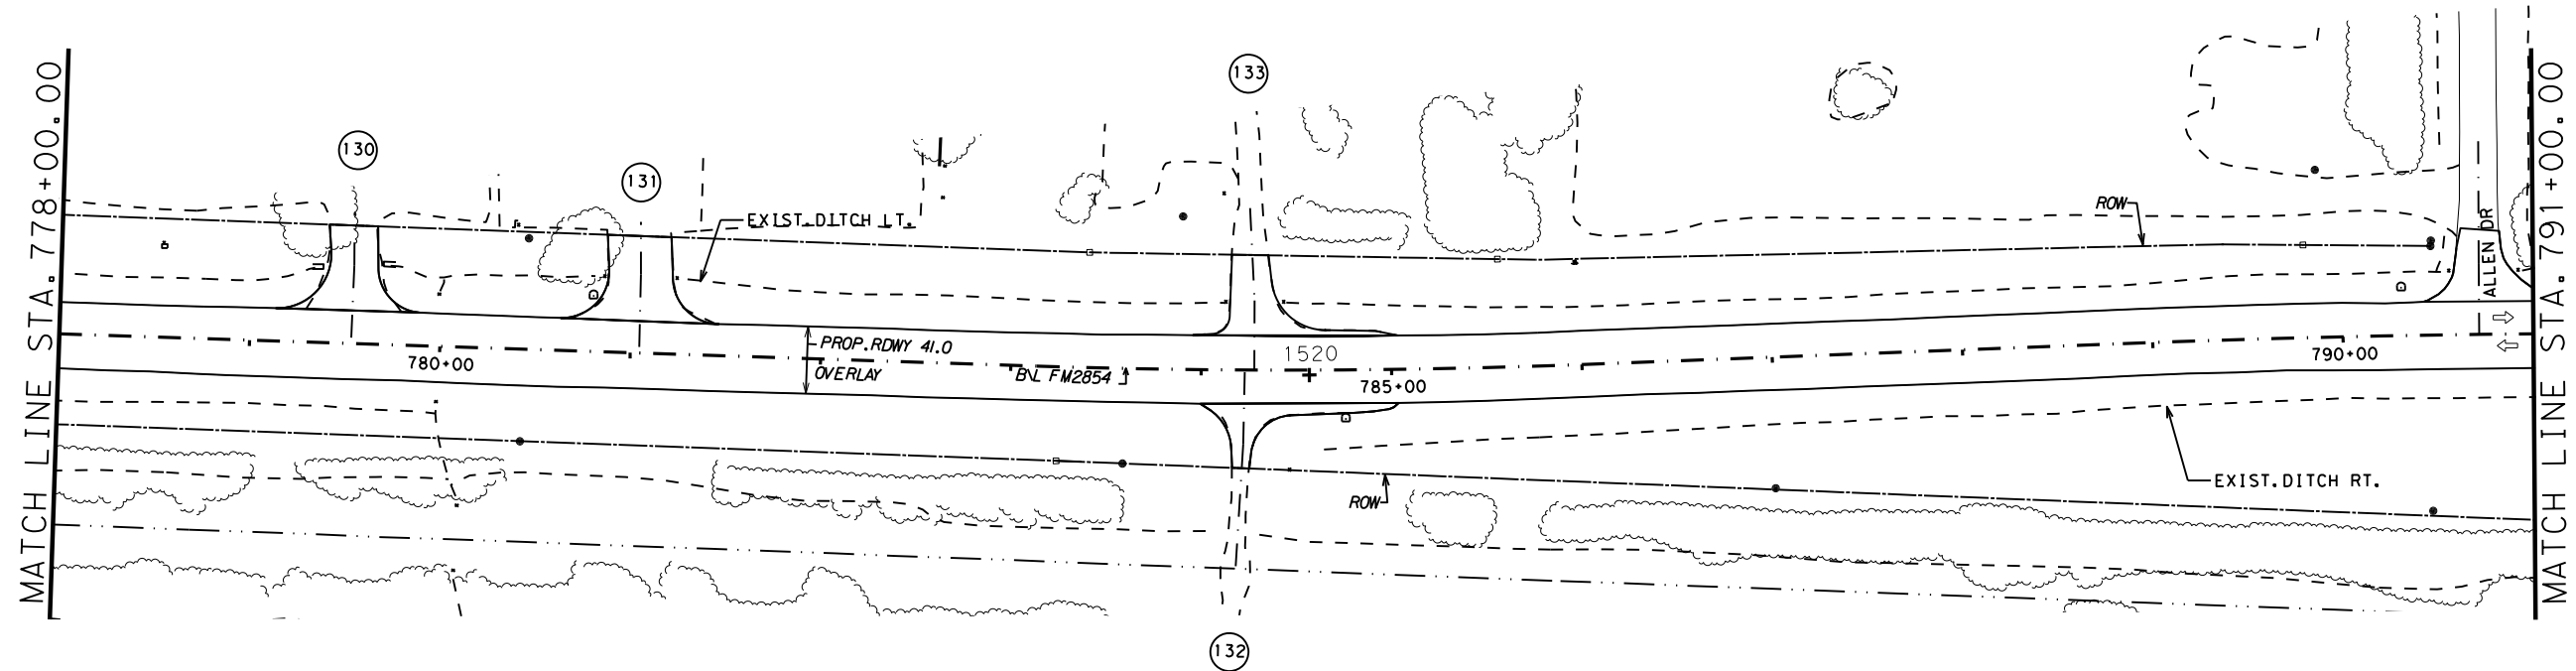 MATCH LINE STA. 778+00.00
130
131
133
EXIST. DITCH LT.
ROW
ALLEN DR
PROP. RDWY 41.0
OVERLAY
780+00
B\L FM2854
1520
785+00
790+00
ROW
EXIST. DITCH RT.
132
MATCH LINE STA. 791+00.00